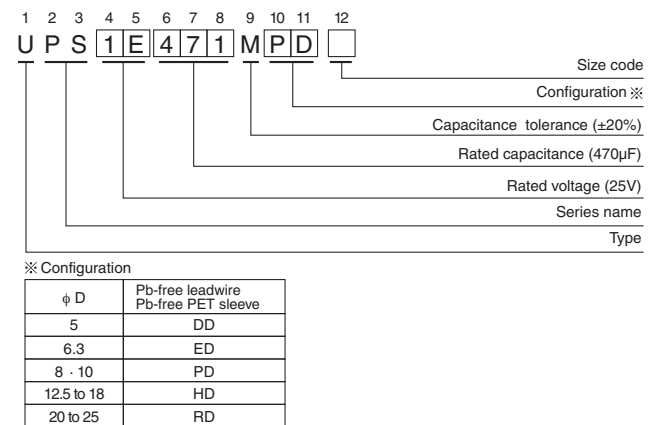 1 2 3 4 5 6 7 8 9 10 11 12
U P S 1 E 4 7 1 M P D
Size code
Configuration ※
Capacitance tolerance (±20%)
Rated capacitance (470µF)
Rated voltage (25V)
Series name
Type
※ Configuration
ϕ D Pb-free leadwire
Pb-free PET sleeve
5 DD
6.3 ED
8 · 10 PD
12.5 to 18 HD
20 to 25 RD